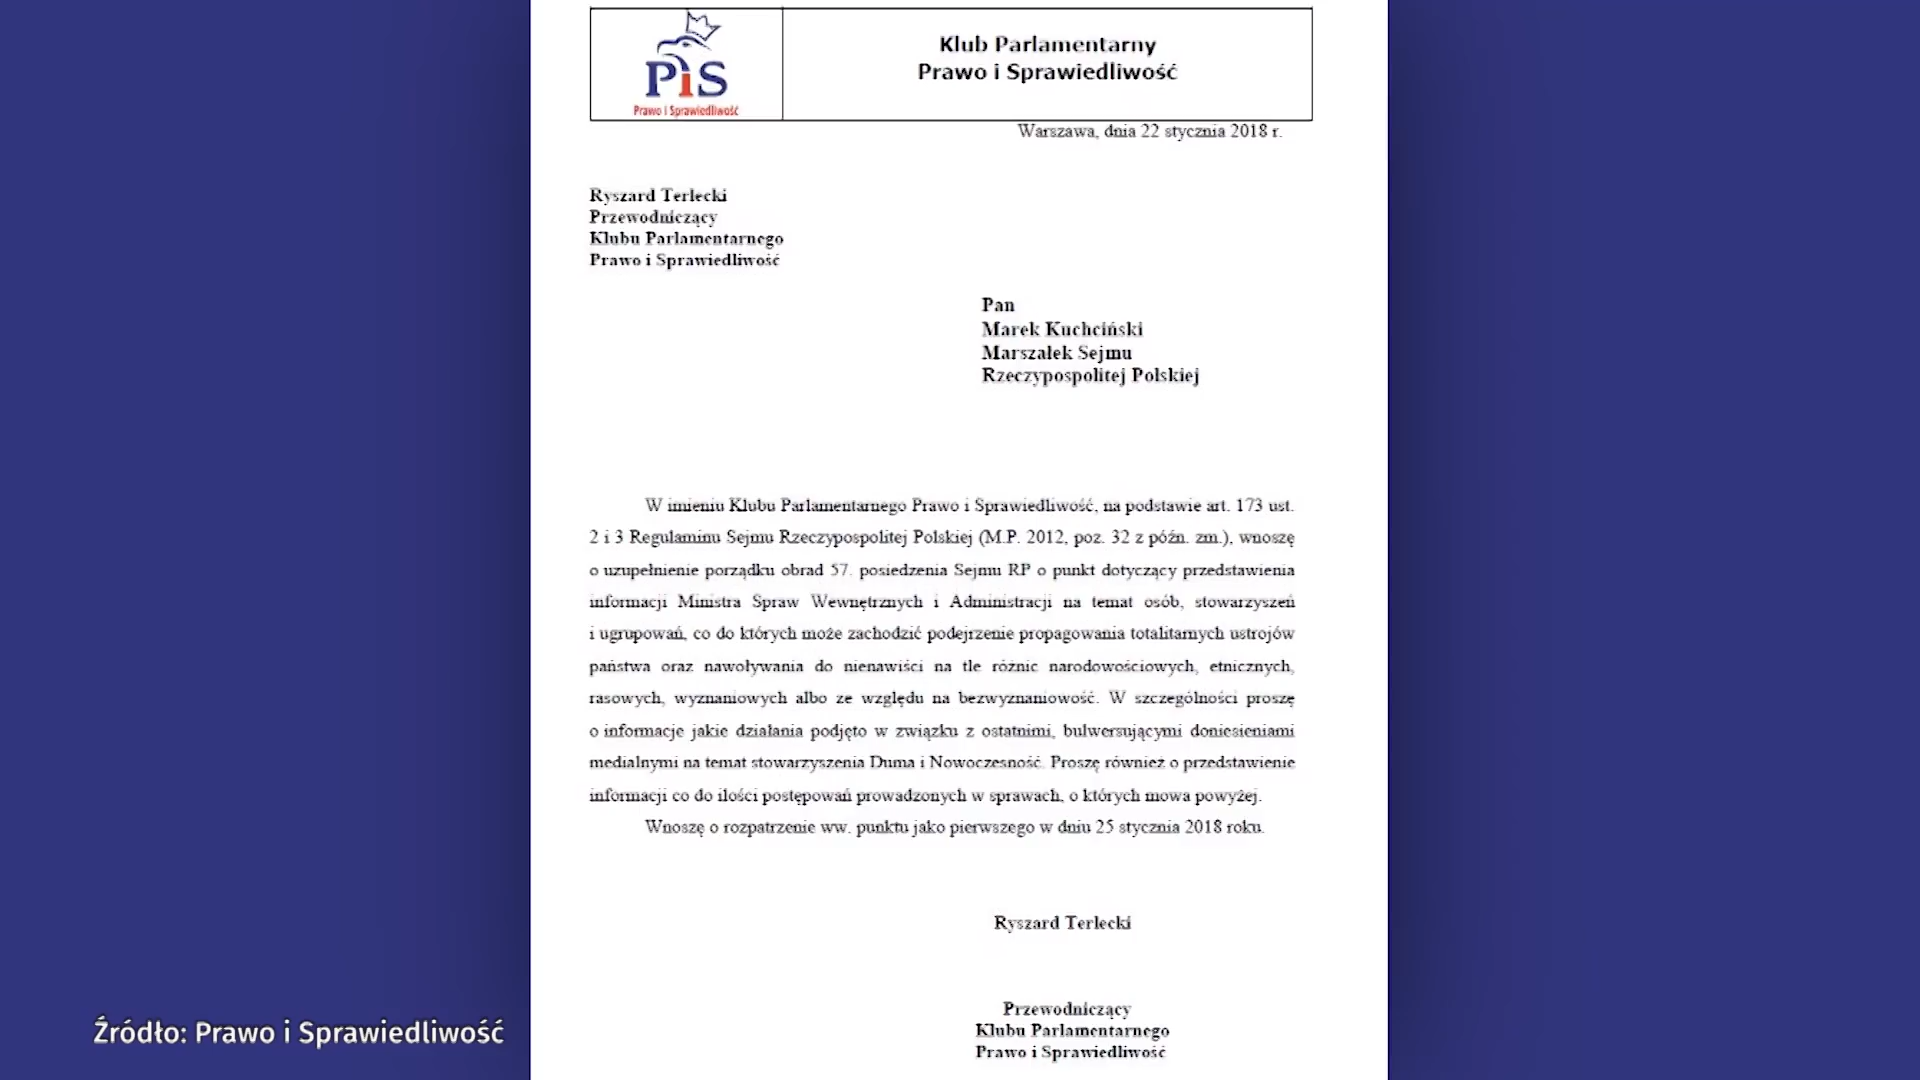 PiS
Prawo i Sprawiedliwość
Klub Parlamentarny
Prawo i Sprawiedliwość
Warszawa, dnia 22 stycznia 2018 r.
Ryszard Terlecki
Przewodniczący
Klubu Parlamentarnego
Prawo i Sprawiedliwość
Pan
Marek Kuchciński
Marszałek Sejmu
Rzeczypospolitej Polskiej
W imieniu Klubu Parlamentarnego Prawo i Sprawiedliwość, na podstawie art. 173 ust.
2 i 3 Regulaminu Sejmu Rzeczypospolitej Polskiej (M.P. 2012, poz. 32 z późn. zm.), wnoszę
o uzupełnienie porządku obrad 57. posiedzenia Sejmu RP o punkt dotyczący przedstawienia
informacji Ministra Spraw Wewnętrznych i Administracji na temat osób, stowarzyszeń
i ugrupowań, co do których może zachodzić podejrzenie propagowania totalitarnych ustrojów
państwa oraz nawoływania do nienawiści na tle różnic narodowościowych, etnicznych,
rasowych, wyznaniowych albo ze względu na bezwyznaniowość. W szczególności proszę
o informacje jakie działania podjęto w związku z ostatnimi, bulwersującymi doniesieniami
medialnymi na temat stowarzyszenia Duma i Nowoczesność. Proszę również o przedstawienie
informacji co do ilości postępowań prowadzonych w sprawach, o których mowa powyżej.
Wnoszę o rozpatrzenie ww. punktu jako pierwszego w dniu 25 stycznia 2018 roku.
Ryszard Terlecki
Przewodniczący
Klubu Parlamentarnego
Prawo i Sprawiedliwość
Źródło: Prawo i Sprawiedliwość